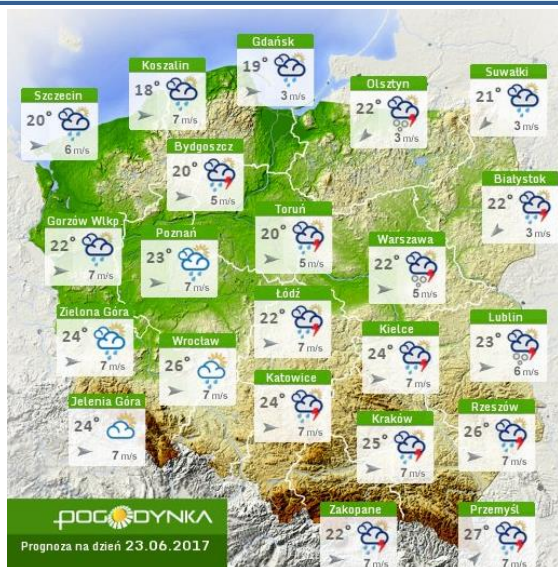 Gdańsk
19°
3 m/s
Koszalin
18°
7 m/s
Olsztyn
22°
3 m/s
Suwałki
21°
3 m/s
Szczecin
20°
6 m/s
Bydgoszcz
20°
5 m/s
Białystok
22°
3 m/s
Gorzów Wlkp
22°
7 m/s
Poznań
23°
7 m/s
Toruń
20°
5 m/s
Warszawa
22°
5 m/s
Zielona Góra
24°
7 m/s
Wrocław
26°
7 m/s
Łódź
22°
7 m/s
Kielce
24°
7 m/s
Lublin
23°
6 m/s
Jelenia Góra
24°
7 m/s
Katowice
24°
7 m/s
Kraków
25°
7 m/s
Rzeszów
26°
7 m/s
Zakopane
22°
7 m/s
Przemyśl
27°
7 m/s
POGODYNKA
Prognoza na dzień 23.06.2017